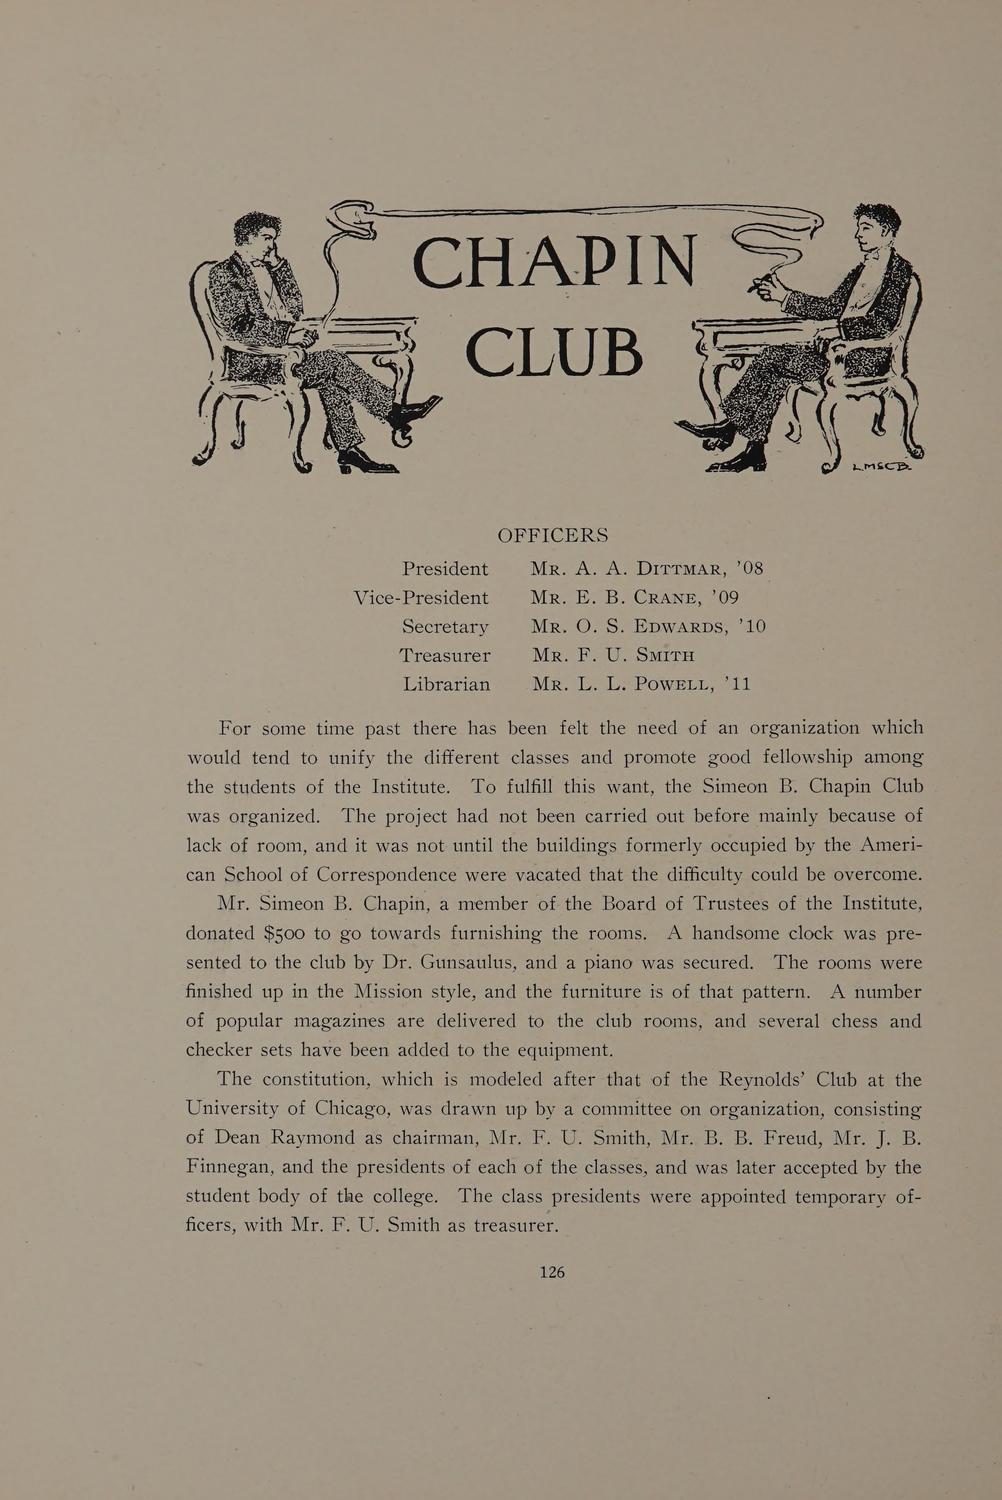 CHAPIN
CLUB
L.M&C.B.
OFFICERS
President Mr. A. A. Dittmar, ’08
Vice-President Mr. E. B. Crane, ’09
Secretary Mr. O. S. Edwards, ’10
Treasurer Mr. F. U. Smith
Librarian Mr. L. L. Powell, ’11
For some time past there has been felt the need of an organization which
would tend to unify the different classes and promote good fellowship among
the students of the Institute. To fulfill this want, the Simeon B. Chapin Club
was organized. The project had not been carried out before mainly because of
lack of room, and it was not until the buildings formerly occupied by the Ameri-
can School of Correspondence were vacated that the difficulty could be overcome.
Mr. Simeon B. Chapin, a member of the Board of Trustees of the Institute,
donated $500 to go towards furnishing the rooms. A handsome clock was pre-
sented to the club by Dr. Gunsaulus, and a piano was secured. The rooms were
finished up in the Mission style, and the furniture is of that pattern. A number
of popular magazines are delivered to the club rooms, and several chess and
checker sets have been added to the equipment.
The constitution, which is modeled after that of the Reynolds’ Club at the
University of Chicago, was drawn up by a committee on organization, consisting
of Dean Raymond as chairman, Mr. F. U. Smith, Mr. B. B. Freud, Mr. J. B.
Finnegan, and the presidents of each of the classes, and was later accepted by the
student body of the college. The class presidents were appointed temporary of-
ficers, with Mr. F. U. Smith as treasurer.
126